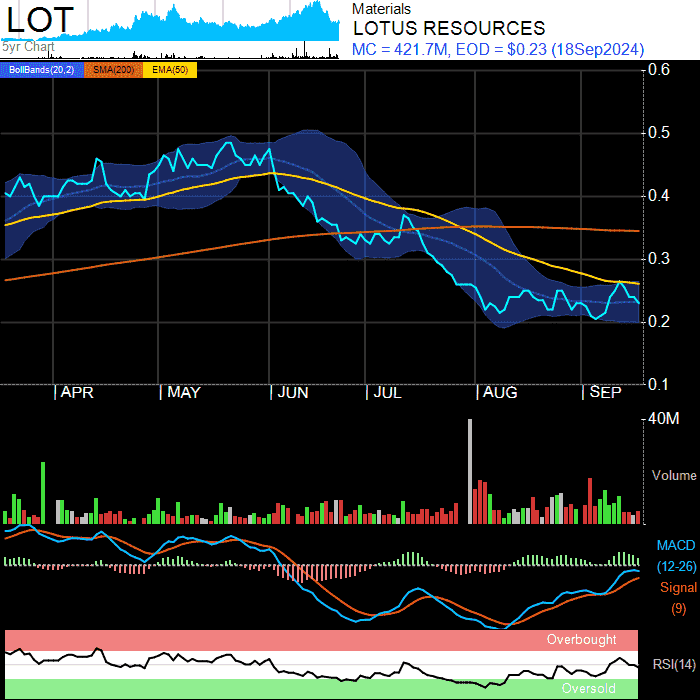 LOT
5yr Chart
Materials
LOTUS RESOURCES
MC = 421.7M, EOD = $0.23 (18Sep2024)
BollBands(20,2) SMA(200) EMA(50)
0.6
0.5
0.4
0.3
0.2
0.1
APR MAY JUN JUL AUG SEP
40M
Volume
MACD
(12-26)
Signal
(9)
Overbought
RSI(14)
Oversold